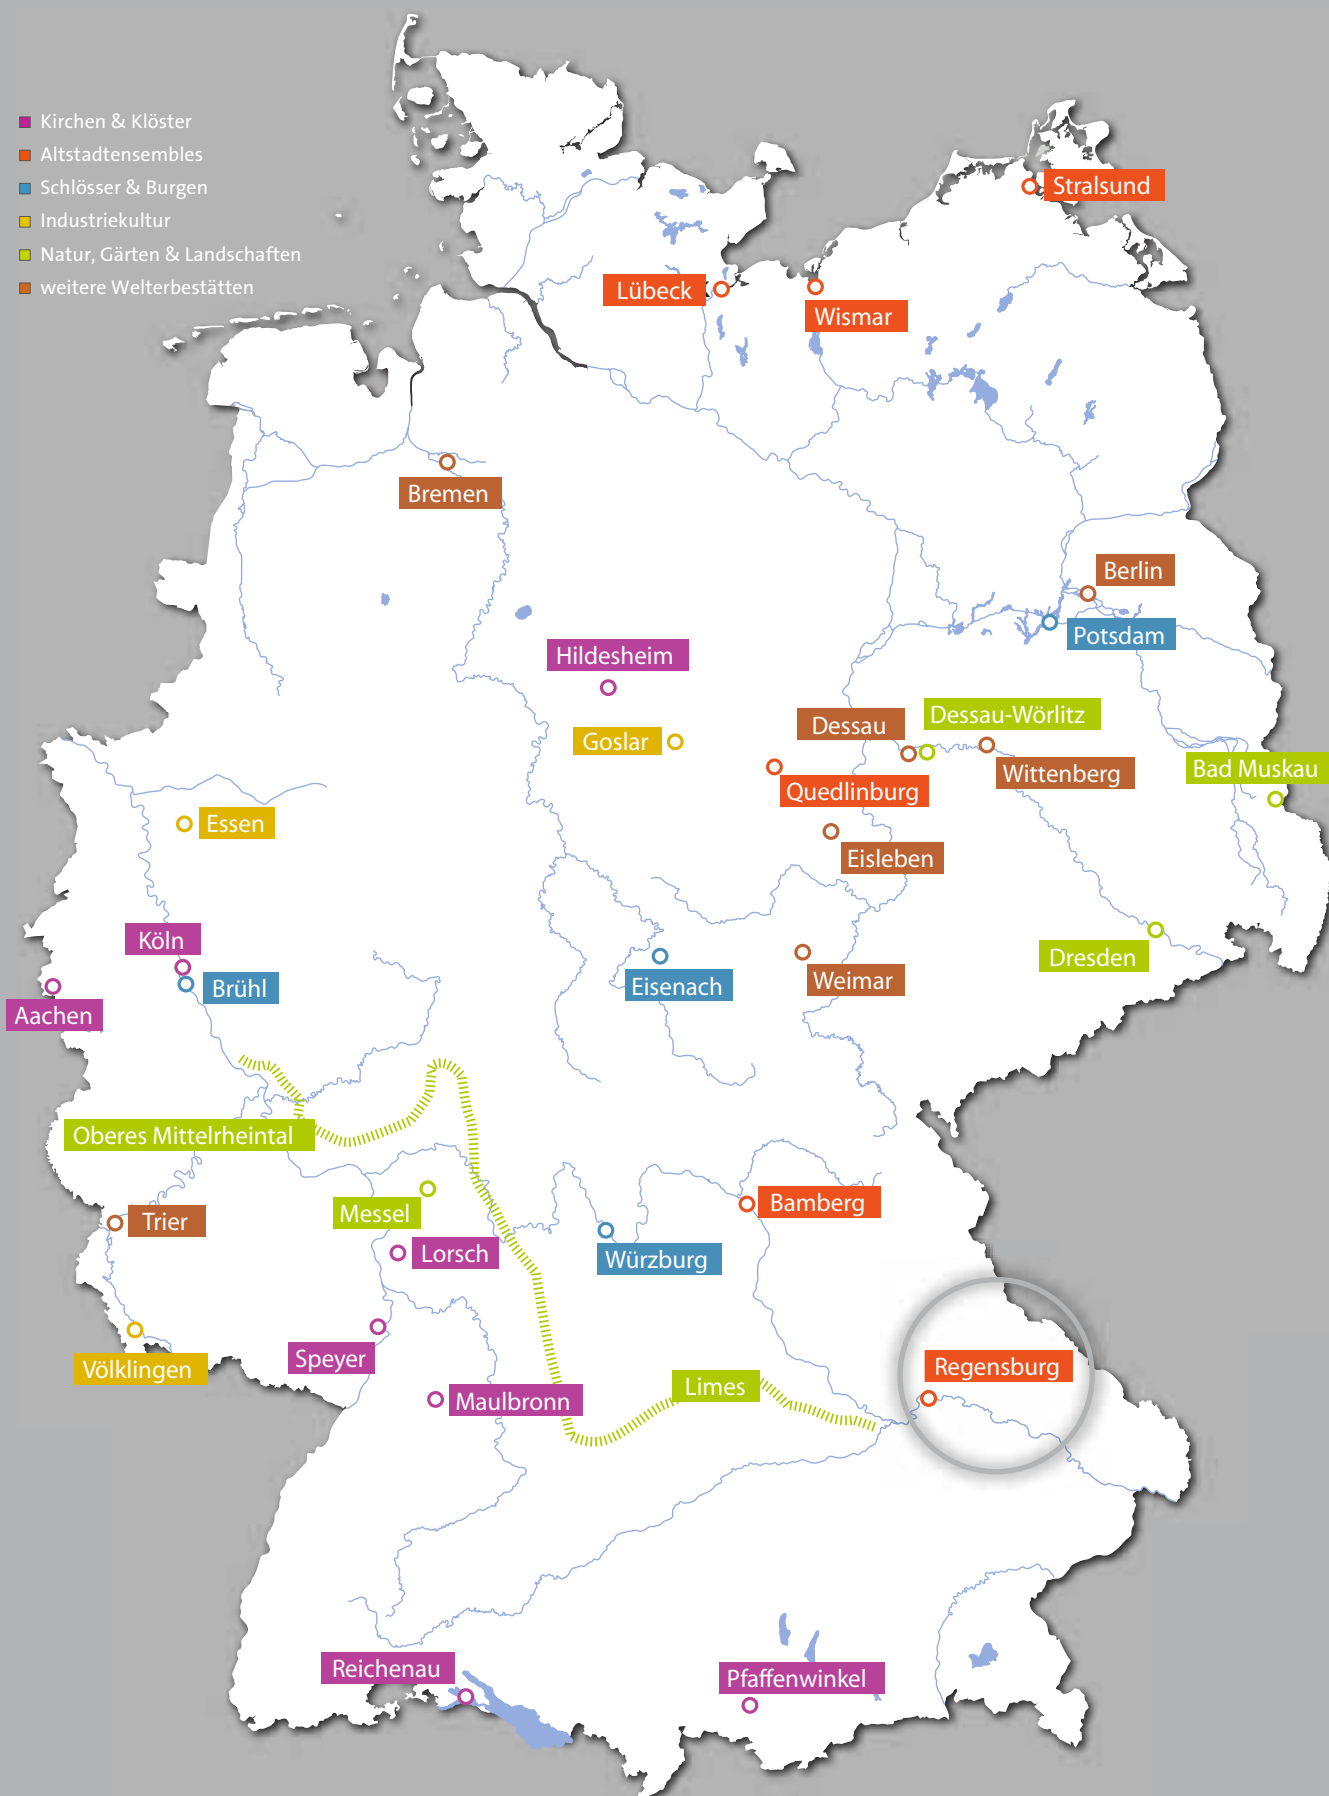 Kirchen & Klöster
Altstadtensembles
Schlösser & Burgen
Industriekultur
Natur, Gärten & Landschaften
weitere Welterbestätten
Stralsund
Lübeck
Wismar
Bremen
Berlin
Potsdam
Hildesheim
Dessau-Wörlitz
Dessau
Goslar
Wittenberg
Bad Muskau
Quedlinburg
Essen
Eisleben
Köln
Dresden
Brühl
Eisenach
Weimar
Aachen
Oberes Mittelrheintal
Bamberg
Messel
Trier
Lorsch
Würzburg
Speyer
Regensburg
Völklingen
Limes
Maulbronn
Reichenau
Pfaffenwinkel